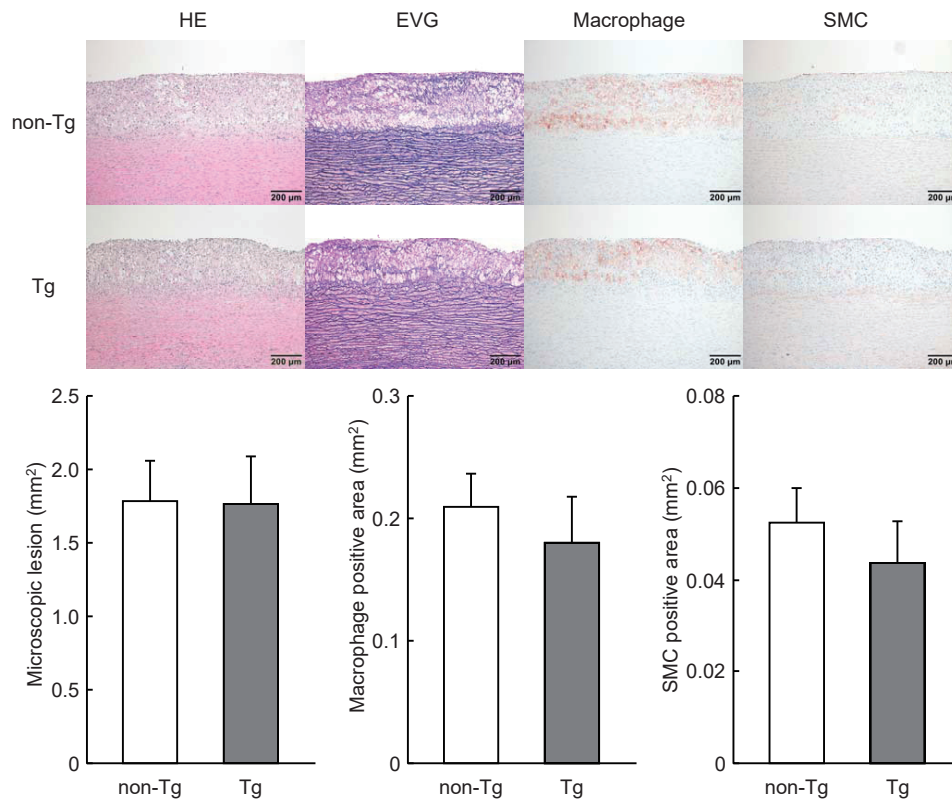 HE EVG Macrophage SMC
non-Tg
200 µm 200 µm 200 µm 200 µm
Tg
200 µm 200 µm 200 µm 200 µm
Microscopic lesion (mm²)
2.5
2.0
1.5
1.0
0.5
0
non-Tg Tg
Macrophage positive area (mm²)
0.3
0.2
0.1
0
non-Tg Tg
SMC positive area (mm²)
0.08
0.06
0.04
0.02
0
non-Tg Tg